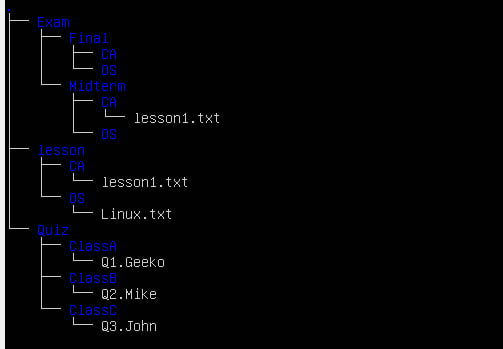 .
Exam
Final
CA
OS
Midterm
CA
lesson1.txt
OS
lesson
CA
lesson1.txt
OS
Linux.txt
Quiz
ClassA
Q1.Geeko
ClassB
Q2.Mike
ClassC
Q3.John